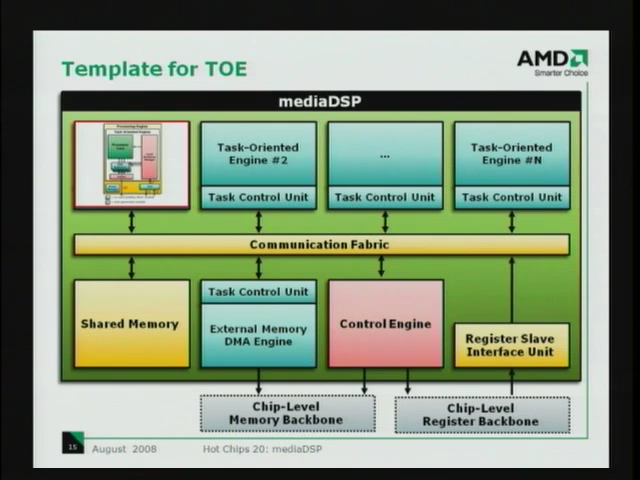 Template for TOE
AMD
Smarter Choice
mediaDSP
Task-Oriented
Engine #2
Task Control Unit
...
Task Control Unit
Task-Oriented
Engine #N
Task Control Unit
Communication Fabric
Shared Memory
Task Control Unit
External Memory
DMA Engine
Control Engine
Register Slave
Interface Unit
Chip-Level
Memory Backbone
Chip-Level
Register Backbone
15
August 2008
Hot Chips 20: mediaDSP